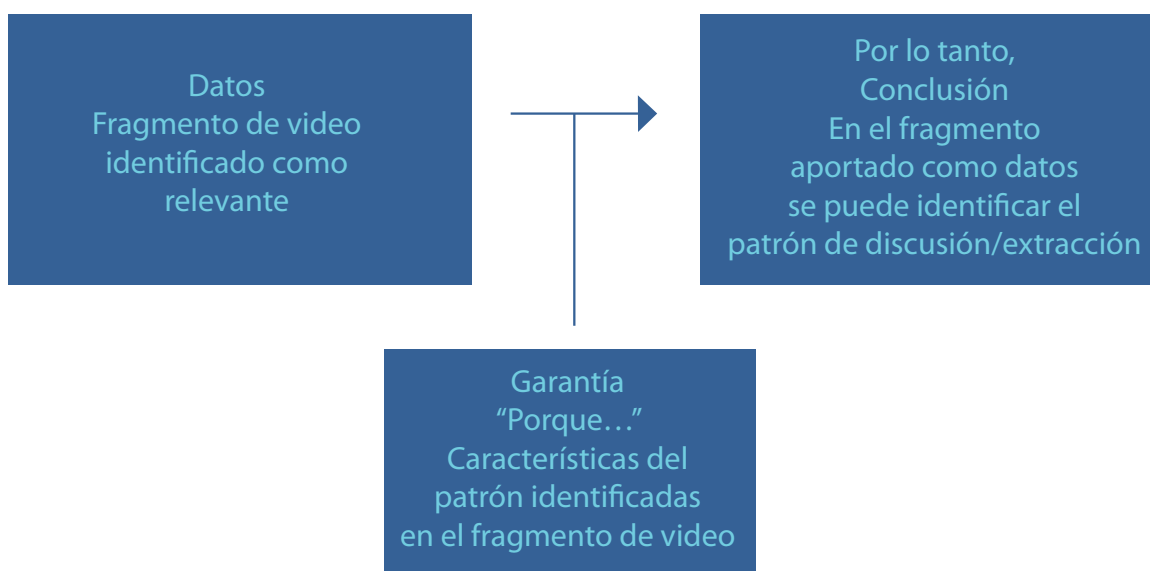 Datos
Fragmento de video
identificado como
relevante
Por lo tanto,
Conclusión
En el fragmento
aportado como datos
se puede identificar el
patrón de discusión/extracción
Garantía
“Porque…”
Características del
patrón identificadas
en el fragmento de video